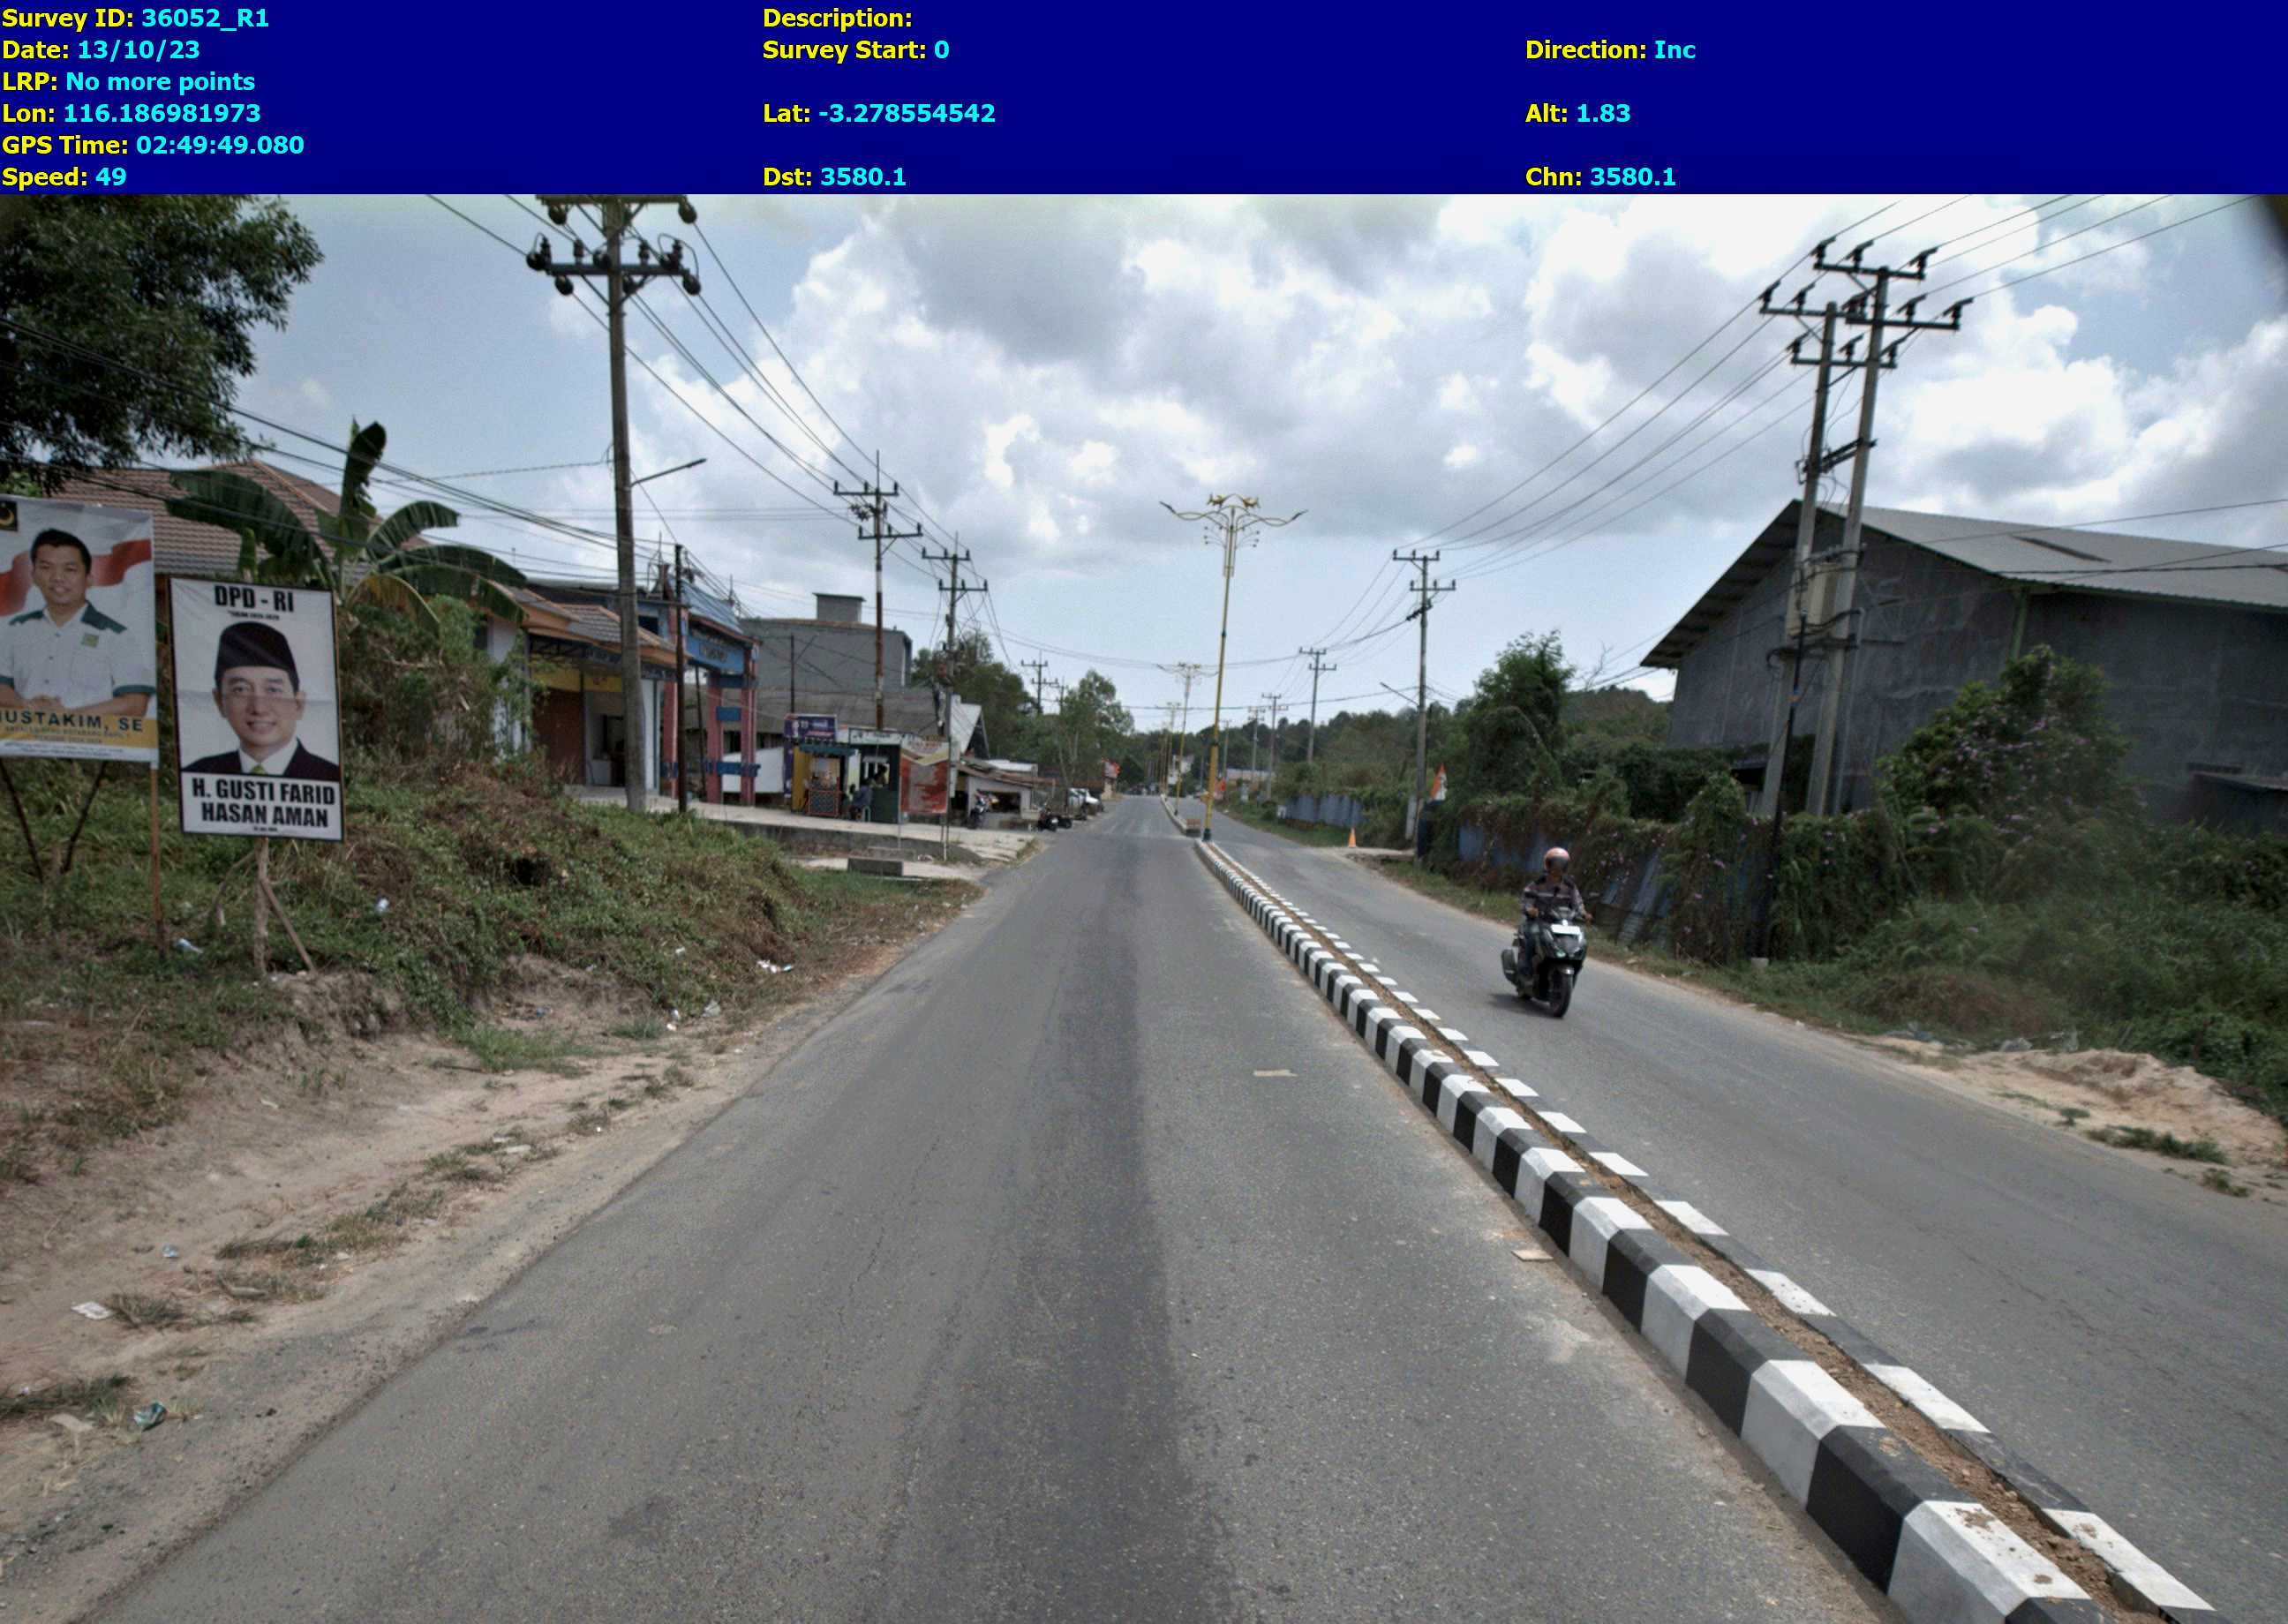 Survey ID: 36052_R1
Description:
Date: 13/10/23
Survey Start: 0
Direction: Inc
LRP: No more points
Lon: 116.186981973
Lat: -3.278554542
Alt: 1.83
GPS Time: 02:49:49.080
Speed: 49
Dst: 3580.1
Chn: 3580.1
MUSTAKIM, SE
DPD - RI
H. GUSTI FARID
HASAN AMAN